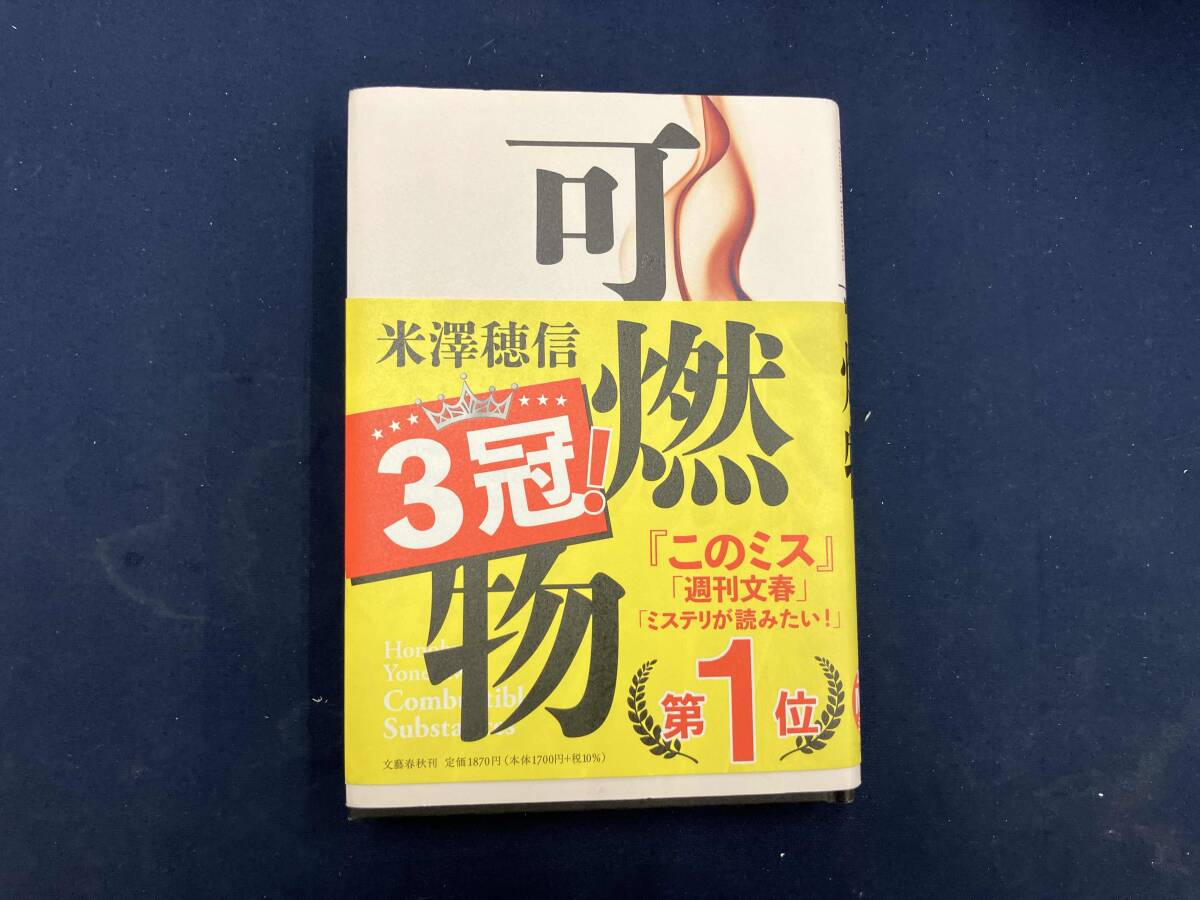 可燃物
米澤穂信
3冠!
『このミス』
「週刊文春」
「ミステリが読みたい!」
第1位
Combustibl
Substa
文藝春秋刊 定価1870円(本体1700円+税10%)